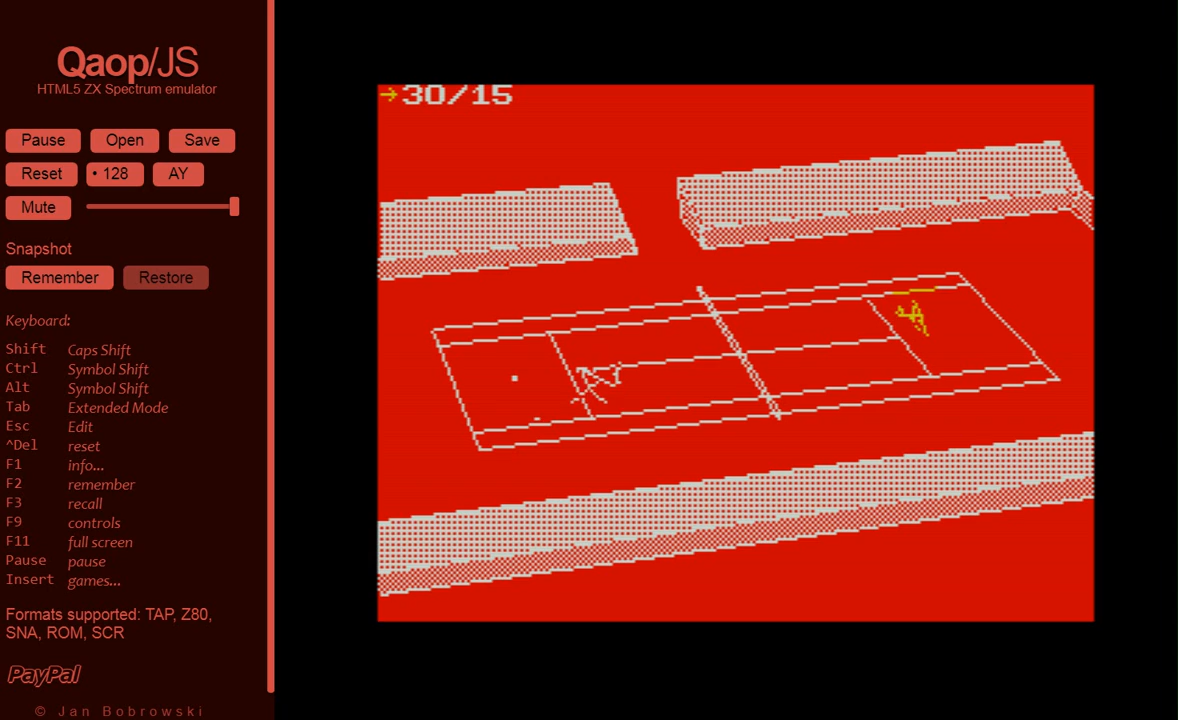 Qaop/JS
HTML5 ZX Spectrum emulator
Pause Open Save
Reset • 128 AY
Mute
Snapshot
Remember Restore
Keyboard:
Shift Caps Shift
Ctrl Symbol Shift
Alt Symbol Shift
Tab Extended Mode
Esc Edit
^Del reset
F1 info...
F2 remember
F3 recall
F9 controls
F11 full screen
Pause pause
Insert games...
Formats supported: TAP, Z80,
SNA, ROM, SCR
PayPal
© Jan Bobrowski
→30/15